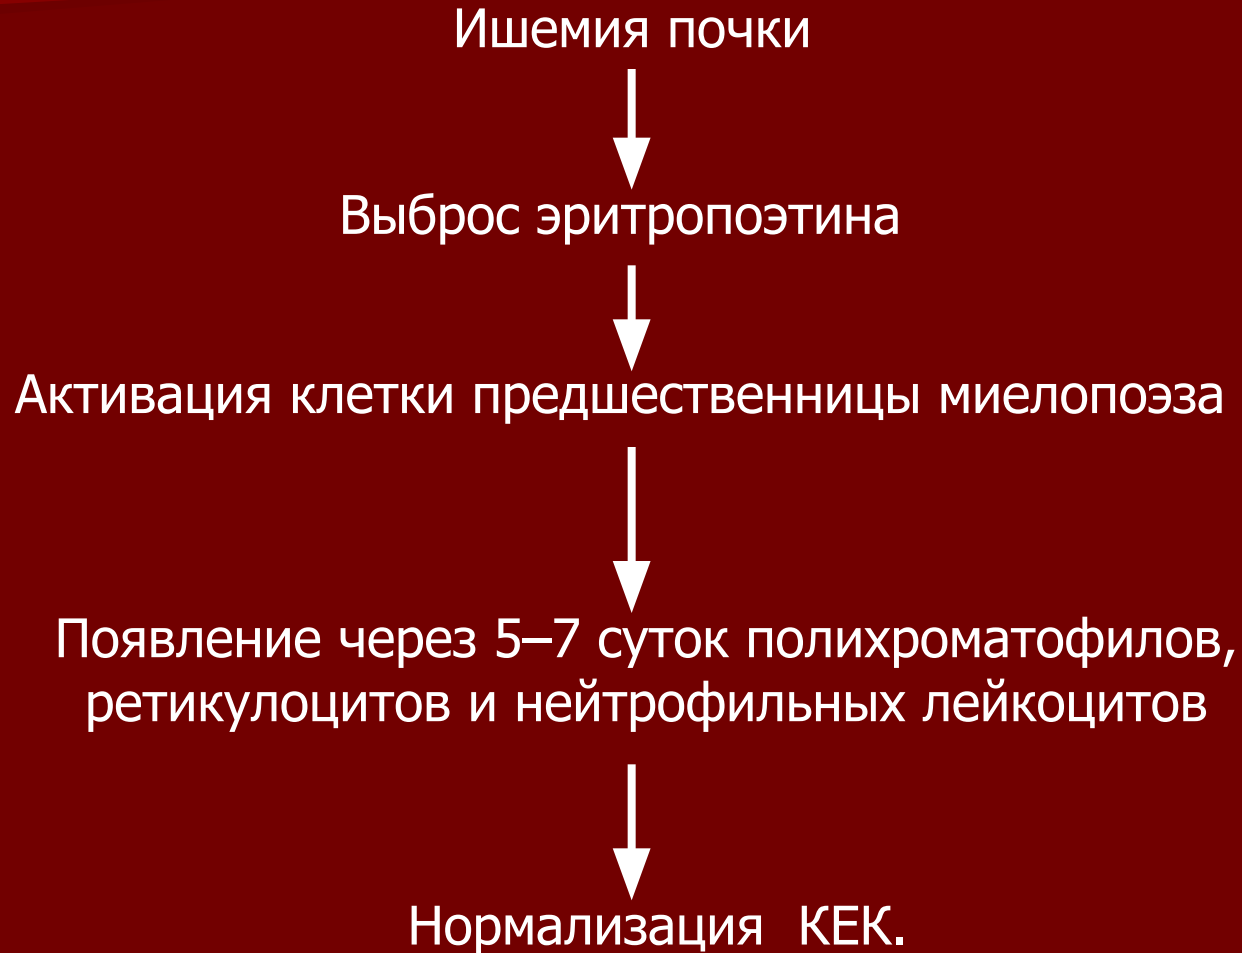 Ишемия почки
Выброс эритропоэтина
Активация клетки предшественницы миелопоэза
Появление через 5–7 суток полихроматофилов,
ретикулоцитов и нейтрофильных лейкоцитов
Нормализация КЕК.